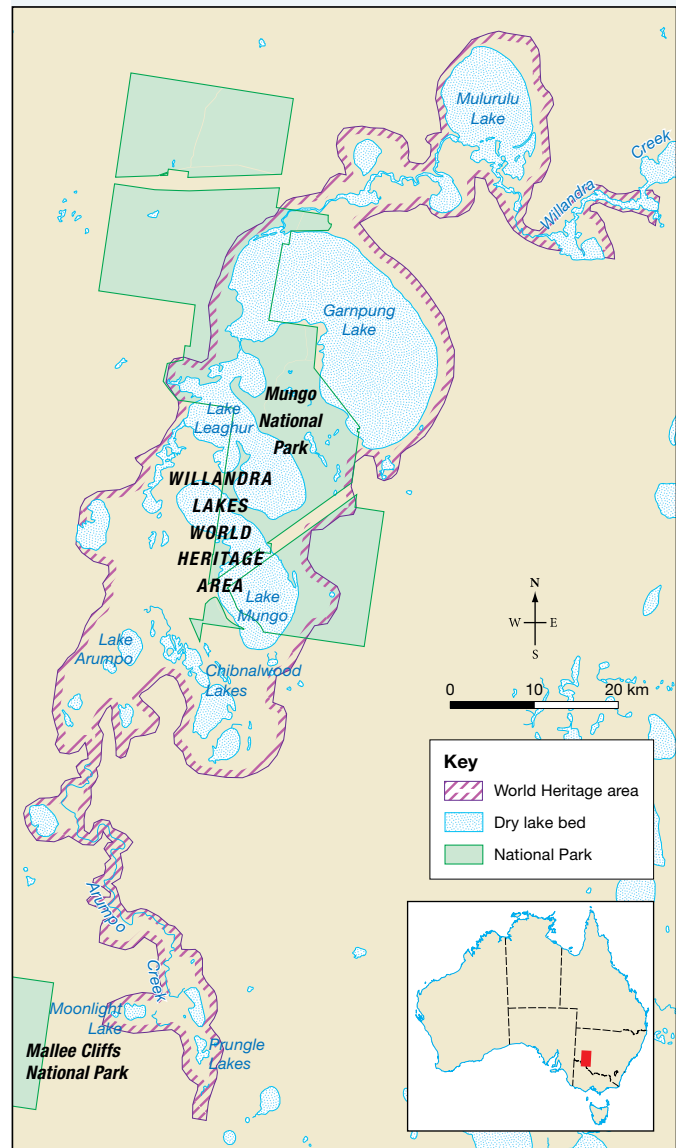 Mulurulu
Lake
Willandra
Creek
Garnpung
Lake
Mungo
National
Park
Lake
Leaghur
WILLANDRA
LAKES
WORLD
HERITAGE
AREA
Lake
Mungo
Lake
Arumpo
Chibnalwood
Lakes
N
W E
S
0 10 20 km
Key
World Heritage area
Dry lake bed
National Park
Arumpo
Creek
Moonlight
Lake
Prungle
Lakes
Mallee Cliffs
National Park